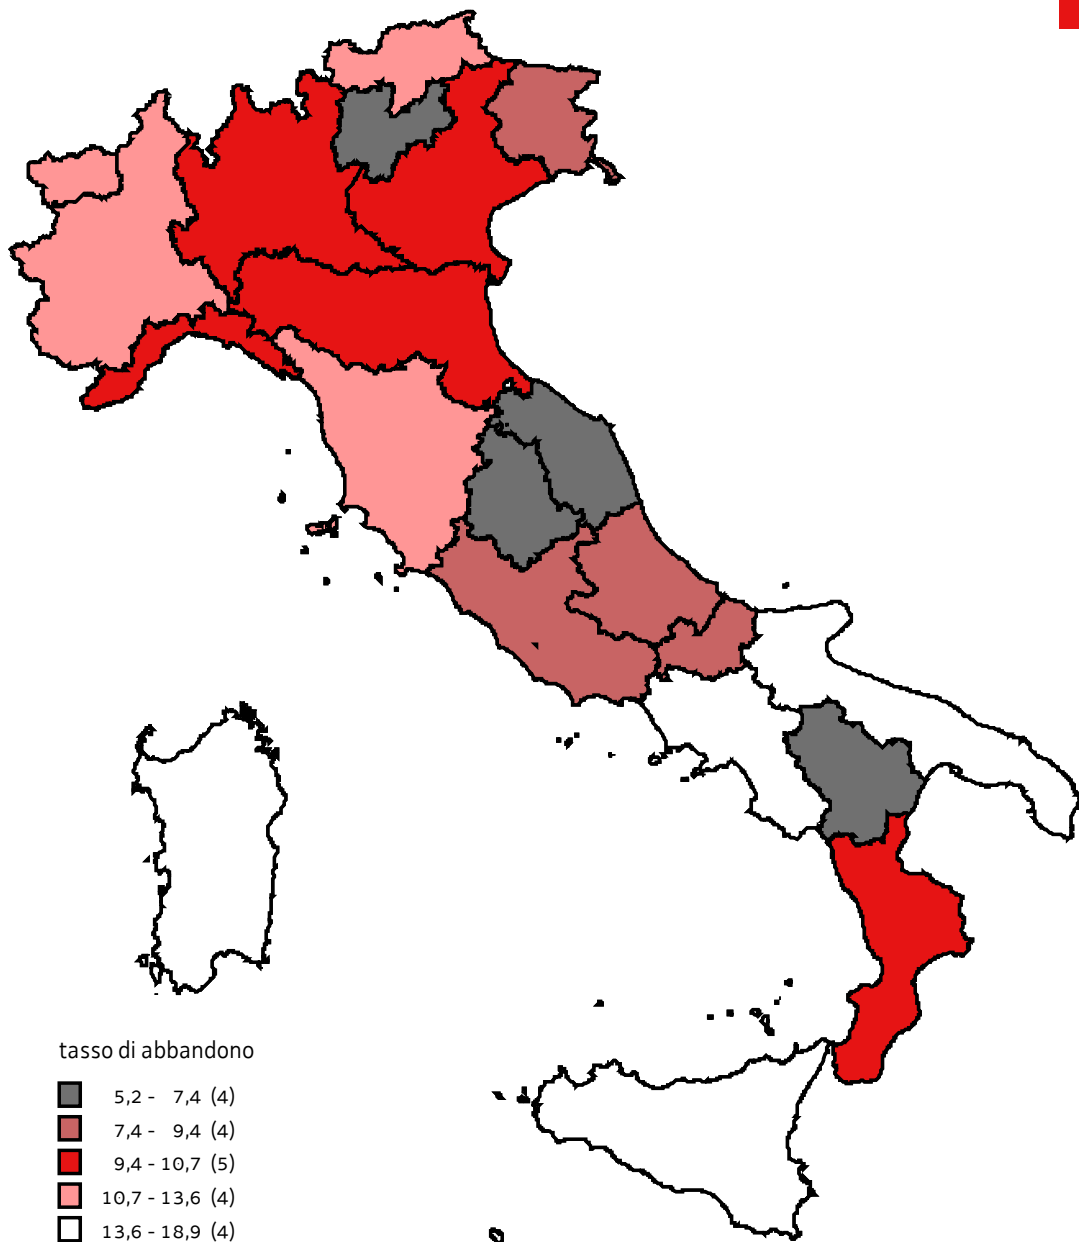 tasso di abbandono
5,2 - 7,4 (4)
7,4 - 9,4 (4)
9,4 - 10,7 (5)
10,7 - 13,6 (4)
13,6 - 18,9 (4)